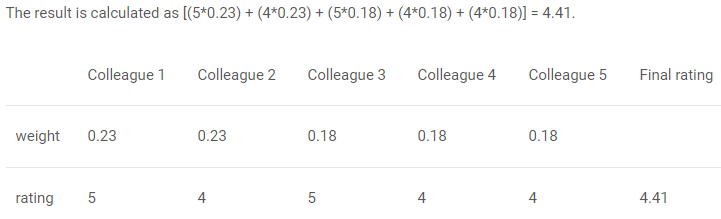 The result is calculated as [(5*0.23) + (4*0.23) + (5*0.18) + (4*0.18) + (4*0.18)] = 4.41.
Colleague 1 Colleague 2 Colleague 3 Colleague 4 Colleague 5 Final rating
weight 0.23 0.23 0.18 0.18 0.18
rating 5 4 5 4 4 4.41